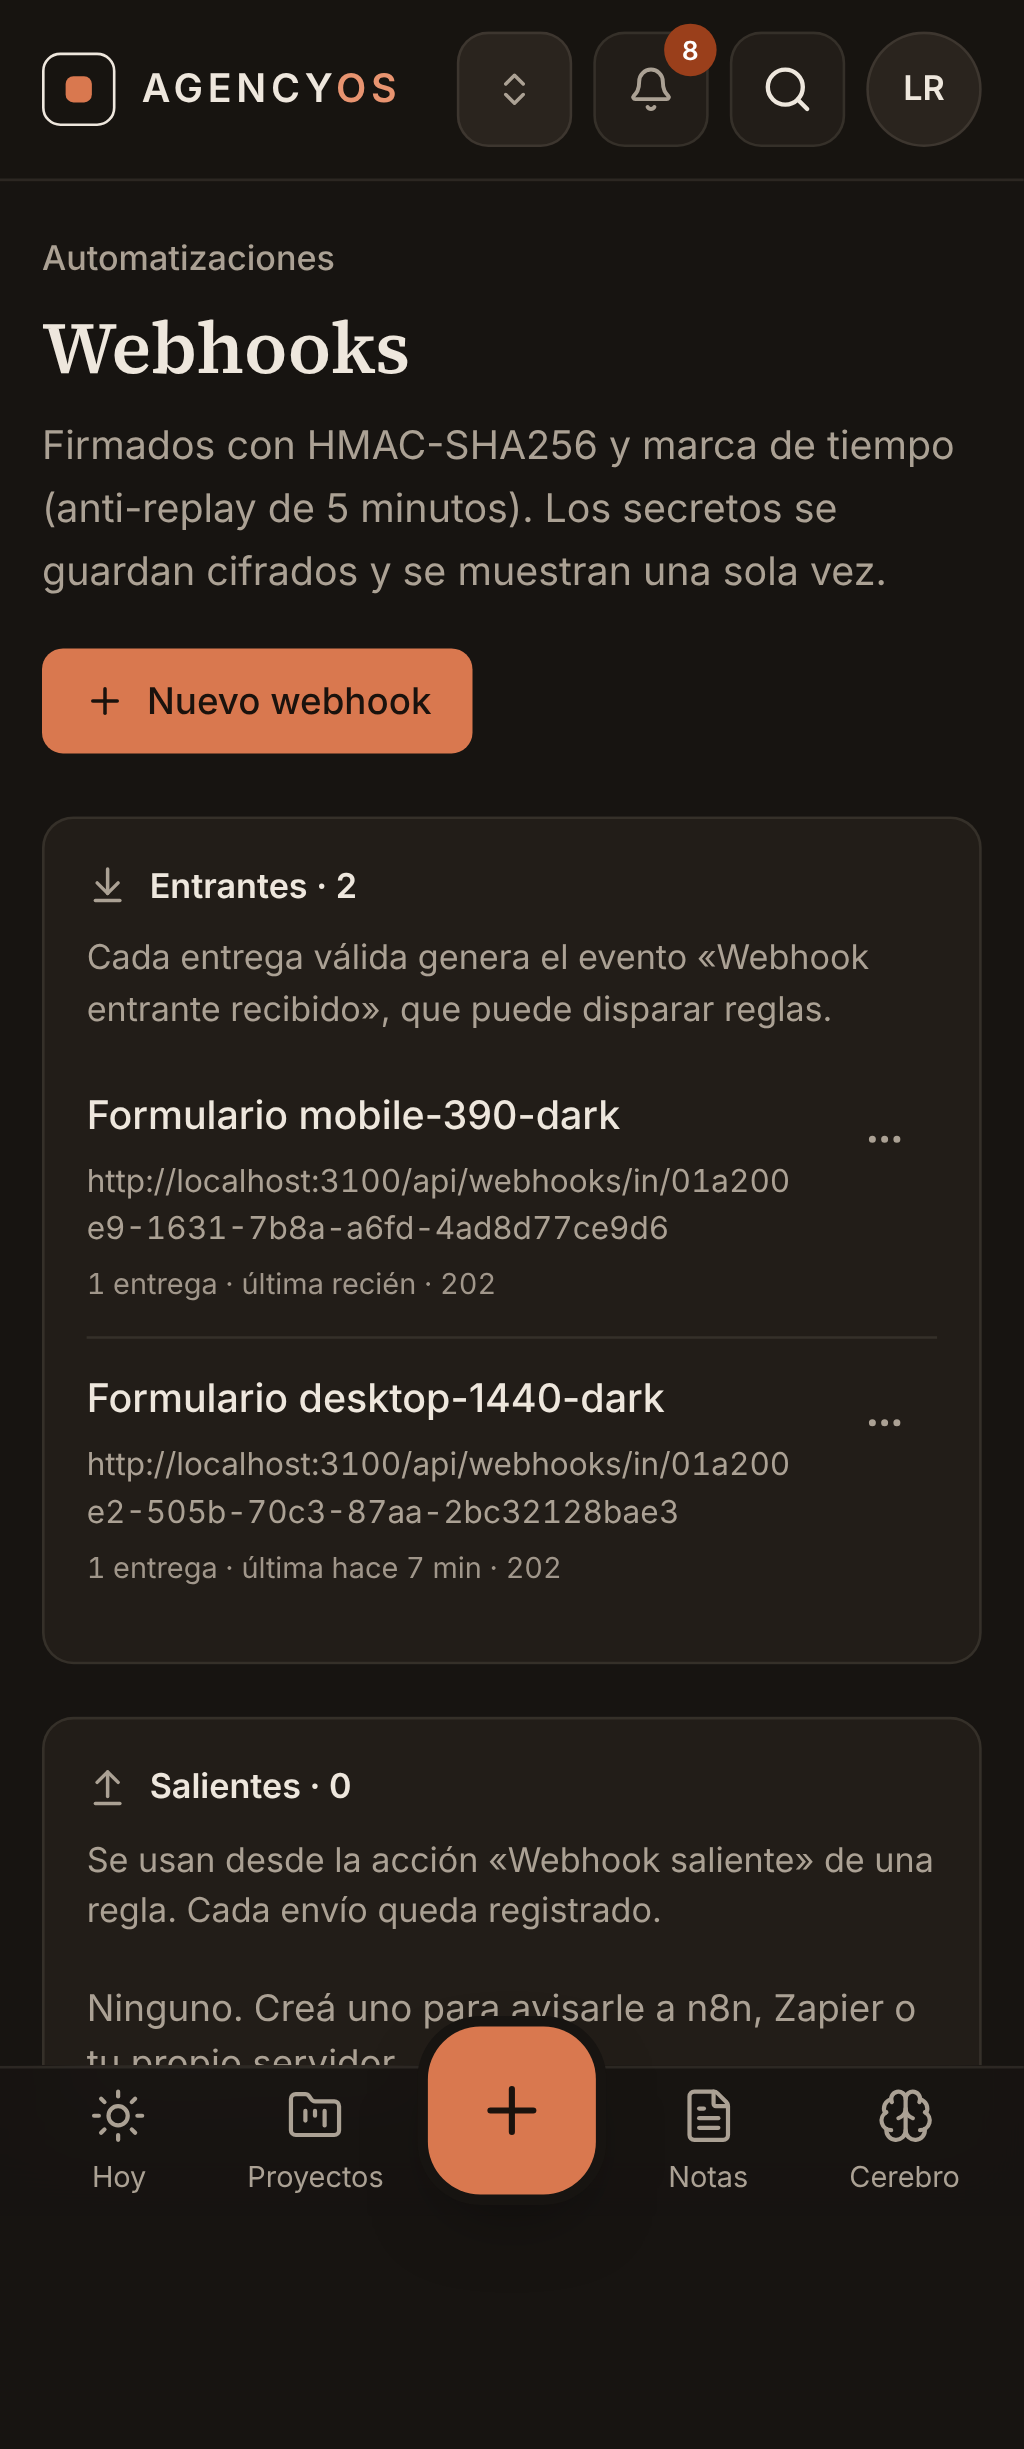 AGENCYOS
8
LR
Automatizaciones
Webhooks
Firmados con HMAC-SHA256 y marca de tiempo
(anti-replay de 5 minutos). Los secretos se
guardan cifrados y se muestran una sola vez.
Nuevo webhook
Entrantes · 2
Cada entrega válida genera el evento «Webhook
entrante recibido», que puede disparar reglas.
Formulario mobile-390-dark
http://localhost:3100/api/webhooks/in/01a200
e9-1631-7b8a-a6fd-4ad8d77ce9d6
1 entrega · última recién · 202
Formulario desktop-1440-dark
http://localhost:3100/api/webhooks/in/01a200
e2-505b-70c3-87aa-2bc32128bae3
1 entrega · última hace 7 min · 202
Salientes · 0
Se usan desde la acción «Webhook saliente» de una
regla. Cada envío queda registrado.
Ninguno. Creá uno para avisarle a n8n, Zapier o
tu propio servidor.
Hoy
Proyectos
Notas
Cerebro